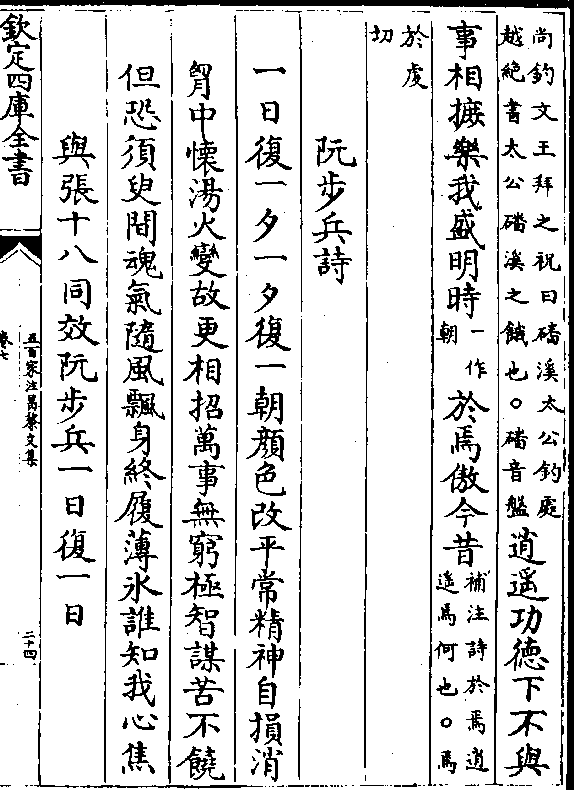 尚釣文王拜之祝曰磻溪太公釣處
越絶書太公磻溪之餓也○磻音盤
逍遥功德下不與
事相摭樂我盛明時
一作
朝
於焉傲今昔
補注詩於焉逍
遥焉何也○焉
於虔
切
阮步兵詩
一日復一夕一夕復一朝顔色改平常精神自損消
胷中懷湯火變故更相招萬事無窮極智謀苦不饒
但恐須臾間魂氣隨風飄身終履薄氷誰知我心焦
與張十八同效阮步兵一日復一日
欽定四庫全書
五百家注昌黎文集
卷七
二十四